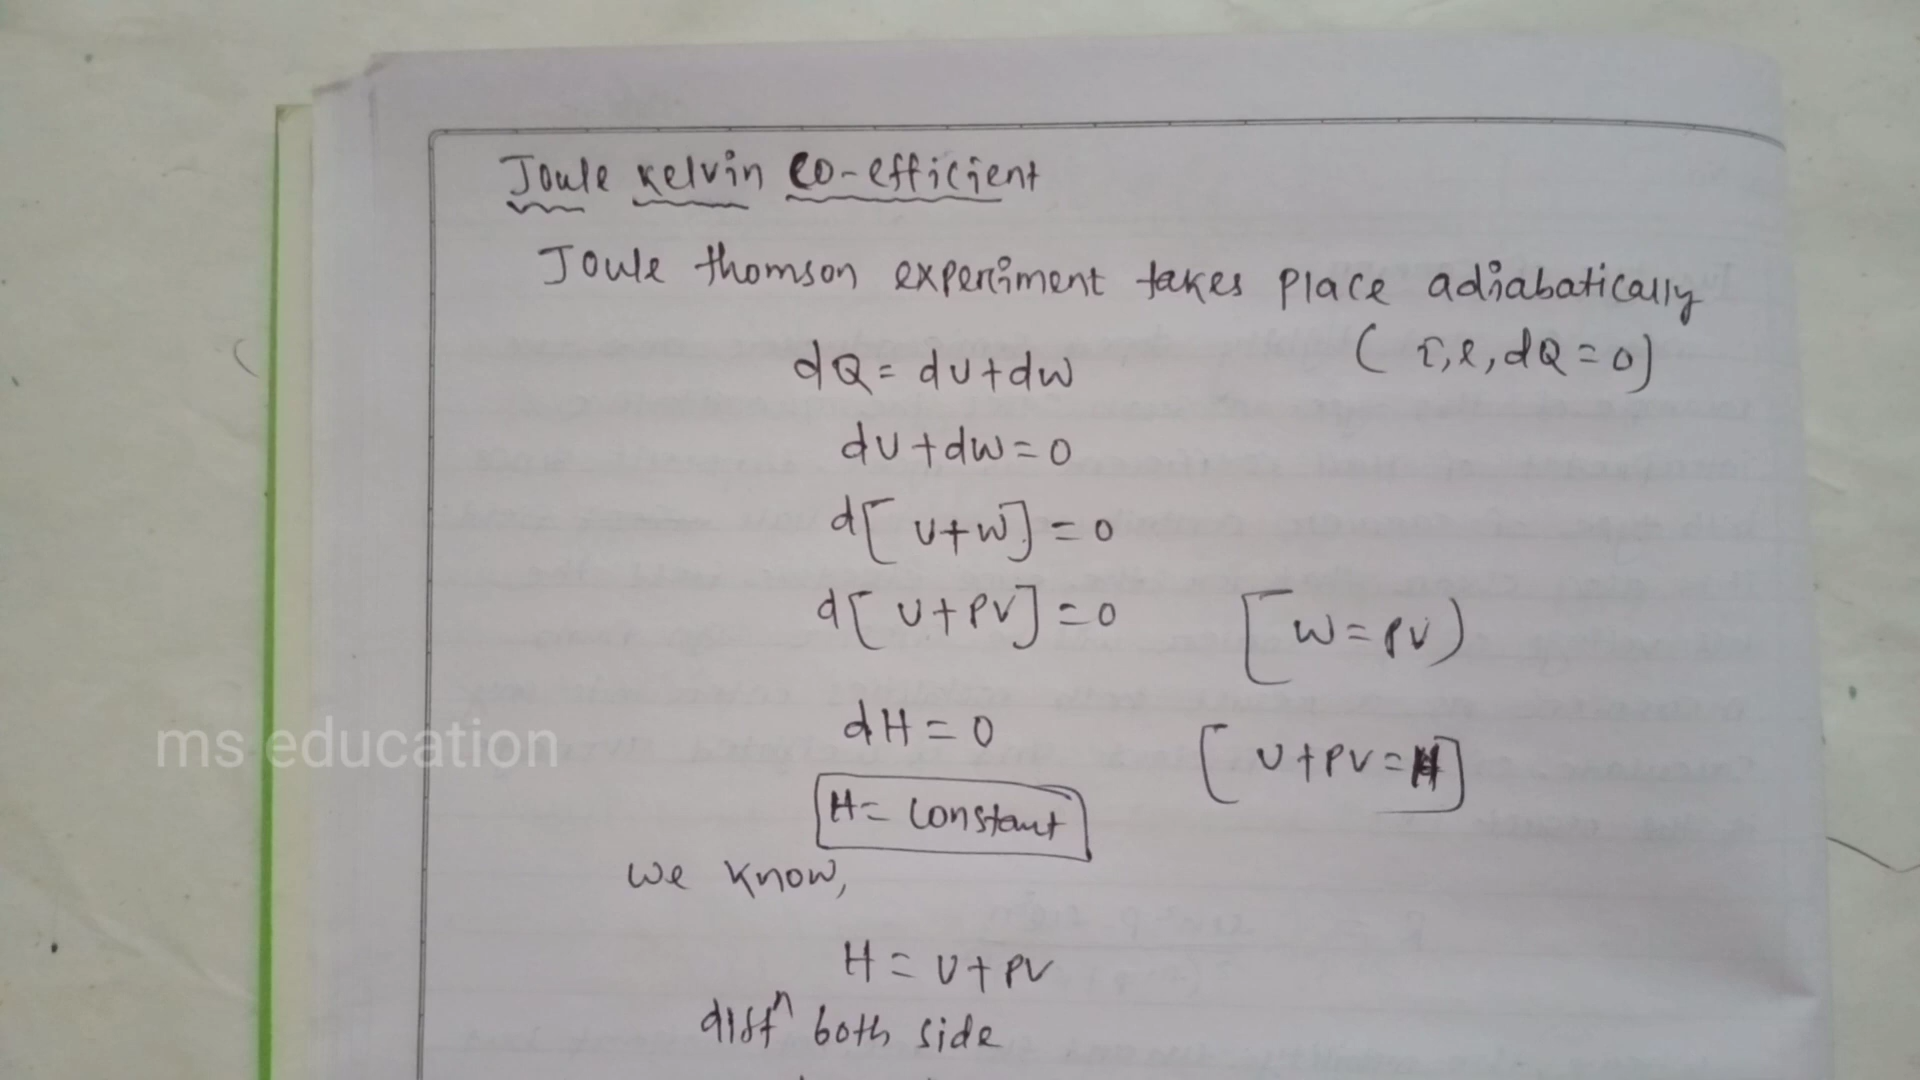 Joule Kelvin co-efficient
Joule thomson experiment takes place adiabatically
(i,e, dQ = 0)
dQ = dU+dW
dU + dW = 0
d[U+W] = 0
d[U+PV] = 0 [W = PV)
dH = 0 [U+PV = H]
H = Constant
We know,
H = U + PV
diffⁿ both side
ms education